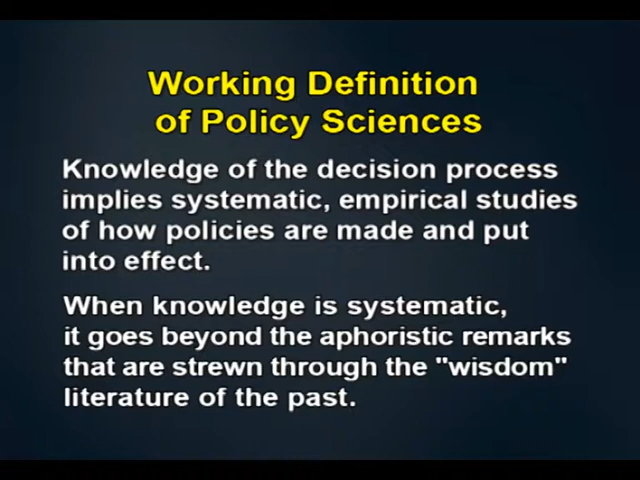 Working Definition
of Policy Sciences
Knowledge of the decision process
implies systematic, empirical studies
of how policies are made and put
into effect.
When knowledge is systematic,
it goes beyond the aphoristic remarks
that are strewn through the "wisdom"
literature of the past.